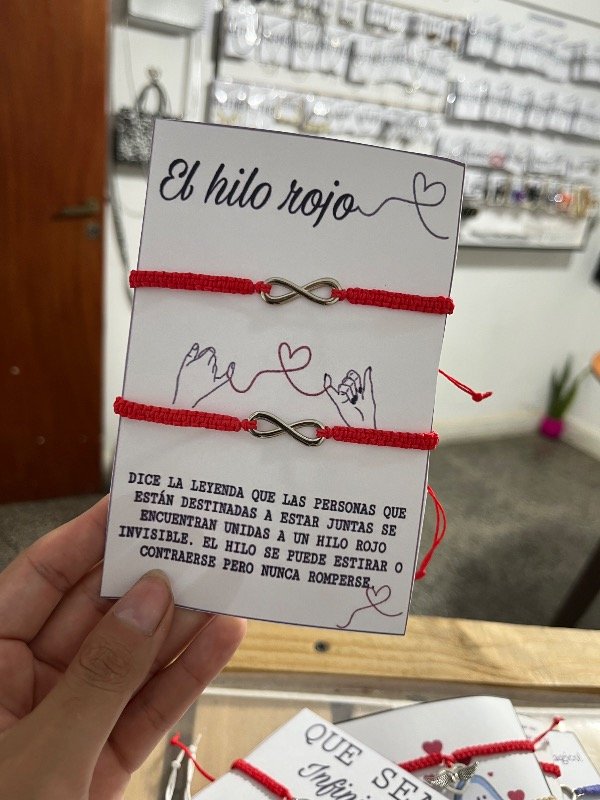 El hilo rojo
DICE LA LEYENDA QUE LAS PERSONAS QUE
ESTÁN DESTINADAS A ESTAR JUNTAS SE
ENCUENTRAN UNIDAS A UN HILO ROJO
INVISIBLE. EL HILO SE PUEDE ESTIRAR O
CONTRAERSE PERO NUNCA ROMPERSE.
QUE SEA